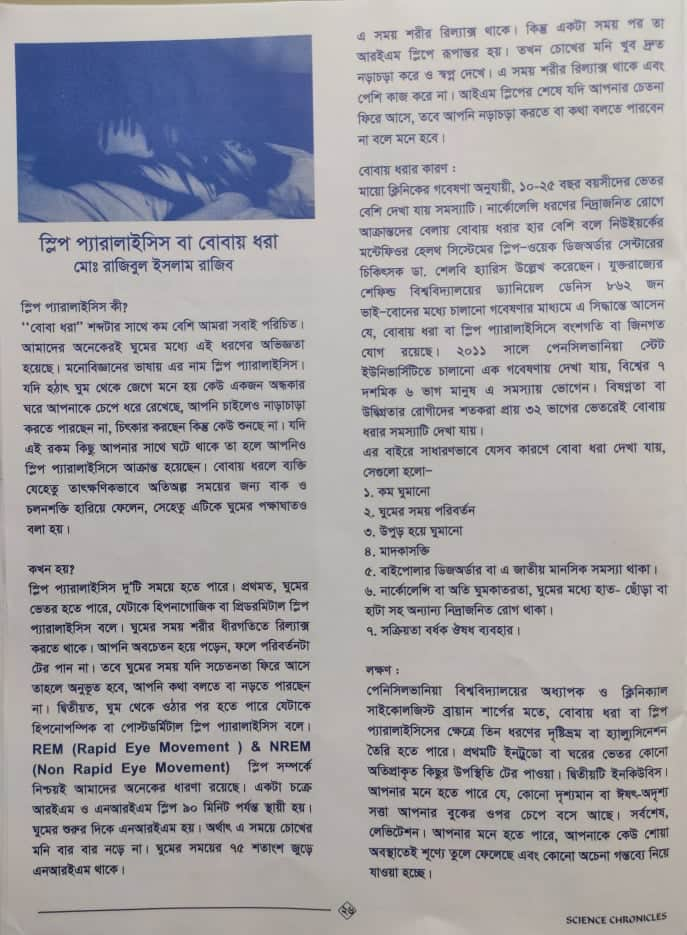 স্লিপ প্যারালাইসিস বা বোবায় ধরা
মোঃ রাজিবুল ইসলাম রাজিব
স্লিপ প্যারালাইসিস কী?
"বোবা ধরা" শব্দটার সাথে কম বেশি আমরা সবাই পরিচিত।
আমাদের অনেকেরই ঘুমের মধ্যে এই ধরণের অভিজ্ঞতা
হয়েছে। মনোবিজ্ঞানের ভাষায় এর নাম স্লিপ প্যারালাইসিস।
যদি হঠাৎ ঘুম থেকে জেগে মনে হয় কেউ একজন অন্ধকার
ঘরে আপনাকে চেপে ধরে রেখেছে, আপনি চাইলেও নাড়াচাড়া
করতে পারছেন না, চিৎকার করছেন কিন্তু কেউ শুনছে না। যদি
এই রকম কিছু আপনার সাথে ঘটে থাকে তা হলে আপনিও
স্লিপ প্যারালাইসিসে আক্রান্ত হয়েছেন। বোবায় ধরলে ব্যক্তি
যেহেতু তাৎক্ষণিকভাবে অতিঅল্প সময়ের জন্য বাক ও
চলনশক্তি হারিয়ে ফেলেন, সেহেতু এটিকে ঘুমের পক্ষাঘাতও
বলা হয়।
কখন হয়?
স্লিপ প্যারালাইসিস দু'টি সময়ে হতে পারে। প্রথমত, ঘুমের
ভেতর হতে পারে, যেটাকে হিপনাগোজিক বা প্রিডরমিটাল স্লিপ
প্যারালাইসিস বলে। ঘুমের সময় শরীর ধীরগতিতে রিল্যাক্স
করতে থাকে। আপনি অবচেতন হয়ে পড়েন, ফলে পরিবর্তনটা
টের পান না। তবে ঘুমের সময় যদি সচেতনতা ফিরে আসে
তাহলে অনুভূত হবে, আপনি কথা বলতে বা নড়তে পারছেন
না। দ্বিতীয়ত, ঘুম থেকে ওঠার পর হতে পারে যেটাকে
হিপনোপম্পিক বা পোস্টডর্মিটাল স্লিপ প্যারালাইসিস বলে।
REM (Rapid Eye Movement ) & NREM
(Non Rapid Eye Movement) স্লিপ সম্পর্কে
নিশ্চয়ই আমাদের অনেকের ধারণা রয়েছে। একটা চক্রে
আরইএম ও এনআরইএম স্লিপ ৯০ মিনিট পর্যন্ত স্থায়ী হয়।
ঘুমের শুরুর দিকে এনআরইএম হয়। অর্থাৎ এ সময়ে চোখের
মনি বার বার নড়ে না। ঘুমের সময়ের ৭৫ শতাংশ জুড়ে
এনআরইএম থাকে।
এ সময় শরীর রিল্যাক্স থাকে। কিন্তু একটা সময় পর তা
আরইএম স্লিপে রূপান্তর হয়। তখন চোখের মনি খুব দ্রুত
নড়াচড়া করে ও স্বপ্ন দেখে। এ সময় শরীর রিল্যাক্স থাকে এবং
পেশি কাজ করে না। আইএম স্লিপের শেষে যদি আপনার চেতনা
ফিরে আসে, তবে আপনি নড়াচড়া করতে বা কথা বলতে পারবেন
না বলে মনে হবে।
বোবায় ধরার কারণ :
মায়ো ক্লিনিকের গবেষণা অনুযায়ী, ১০-২৫ বছর বয়সীদের ভেতর
বেশি দেখা যায় সমস্যাটি। নার্কোলেন্সি ধরণের নিদ্রাজনিত রোগে
আক্রান্তদের বেলায় বোবায় ধরার হার বেশি বলে নিউইয়র্কের
মন্টেফিওর হেলথ সিস্টেমের স্লিপ-ওয়েক ডিজঅর্ডার সেন্টারের
চিকিৎসক ডা. শেলবি হ্যারিস উল্লেখ করেছেন। যুক্তরাজ্যের
শেফিল্ড বিশ্ববিদ্যালয়ের ড্যানিয়েল ডেনিস ৮৬২ জন
ভাই-বোনের মধ্যে চালানো গবেষণার মাধ্যমে এ সিদ্ধান্তে আসেন
যে, বোবায় ধরা বা স্লিপ প্যারালাইসিসে বংশগতি বা জিনগত
যোগ রয়েছে। ২০১১ সালে পেনসিলভানিয়া স্টেট
ইউনিভার্সিটিতে চালানো এক গবেষণায় দেখা যায়, বিশ্বের ৭
দশমিক ৬ ভাগ মানুষ এ সমস্যায় ভোগেন। বিষণ্ণতা বা
উদ্বিগ্নতার রোগীদের শতকরা প্রায় ৩২ ভাগের ভেতরেই বোবায়
ধরার সমস্যাটি দেখা যায়।
এর বাইরে সাধারণভাবে যেসব কারণে বোবা ধরা দেখা যায়,
সেগুলো হলো–
১. কম ঘুমানো
২. ঘুমের সময় পরিবর্তন
৩. উপুড় হয়ে ঘুমানো
৪. মাদকাসক্তি
৫. বাইপোলার ডিজঅর্ডার বা এ জাতীয় মানসিক সমস্যা থাকা।
৬. নার্কোলেন্সি বা অতি ঘুমকাতরতা, ঘুমের মধ্যে হাত- ছোঁড়া বা
হাটা সহ অন্যান্য নিদ্রাজনিত রোগ থাকা।
৭. সক্রিয়তা বর্ধক ঔষধ ব্যবহার।
লক্ষণ :
পেনিসিলভানিয়া বিশ্ববিদ্যালয়ের অধ্যাপক ও ক্লিনিক্যাল
সাইকোলজিস্ট ব্রায়ান শার্পের মতে, বোবায় ধরা বা স্লিপ
প্যারালাইসিসের ক্ষেত্রে তিন ধরণের দৃষ্টিভ্রম বা হ্যালুসিনেশন
তৈরি হতে পারে। প্রথমটি ইনট্রুডো বা ঘরের ভেতর কোনো
অতিপ্রাকৃত কিছুর উপস্থিতি টের পাওয়া। দ্বিতীয়টি ইনকিউবিস।
আপনার মনে হতে পারে যে, কোনো দৃশ্যমান বা ঈষৎ-অদৃশ্য
সত্তা আপনার বুকের ওপর চেপে বসে আছে। সর্বশেষ,
লেভিটেশন। আপনার মনে হতে পারে, আপনাকে কেউ শোয়া
অবস্থাতেই শূণ্যে তুলে ফেলেছে এবং কোনো অচেনা গন্তব্যে নিয়ে
যাওয়া হচ্ছে।
২৬
SCIENCE CHRONICLES